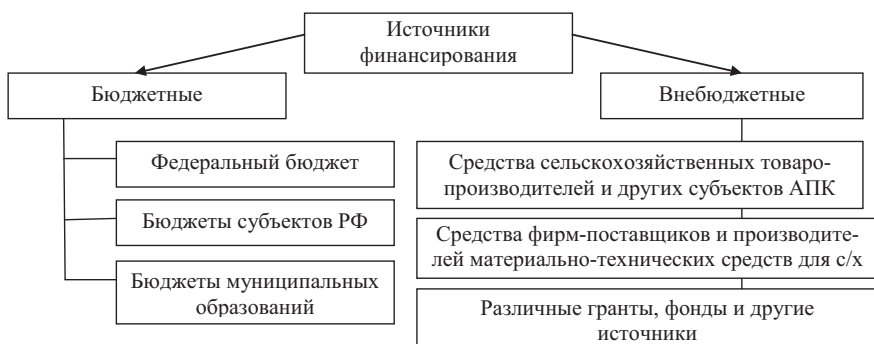 Источники
финансирования
Бюджетные
Внебюджетные
Федеральный бюджет
Бюджеты субъектов РФ
Бюджеты муниципальных
образований
Средства сельскохозяйственных товаро-
производителей и других субъектов АПК
Средства фирм-поставщиков и производите-
лей материально-технических средств для с/х
Различные гранты, фонды и другие
источники